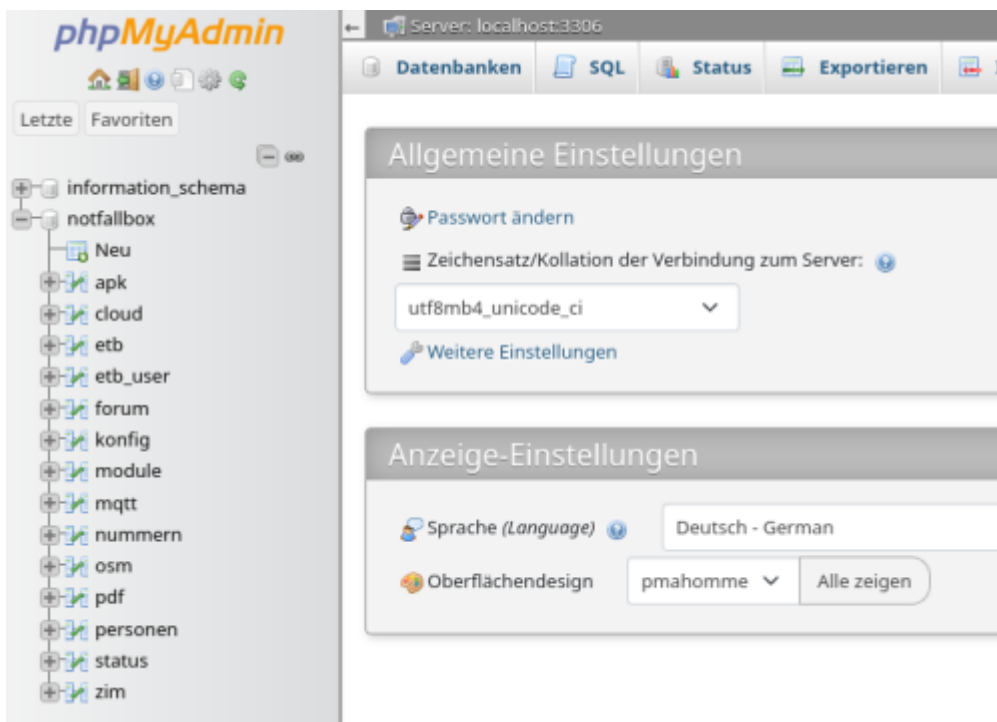 phpMyAdmin
Letzte Favoriten
information_schema
notfallbox
Neu
apk
cloud
etb
etb_user
forum
konfig
module
mqtt
nummern
osm
pdf
personen
status
zim
Server: localhost:3306
Datenbanken SQL Status Exportieren
Allgemeine Einstellungen
Passwort ändern
Zeichensatz/Kollation der Verbindung zum Server:
utf8mb4_unicode_ci
Weitere Einstellungen
Anzeige-Einstellungen
Sprache (Language) Deutsch - German
Oberflächendesign pmahomme Alle zeigen